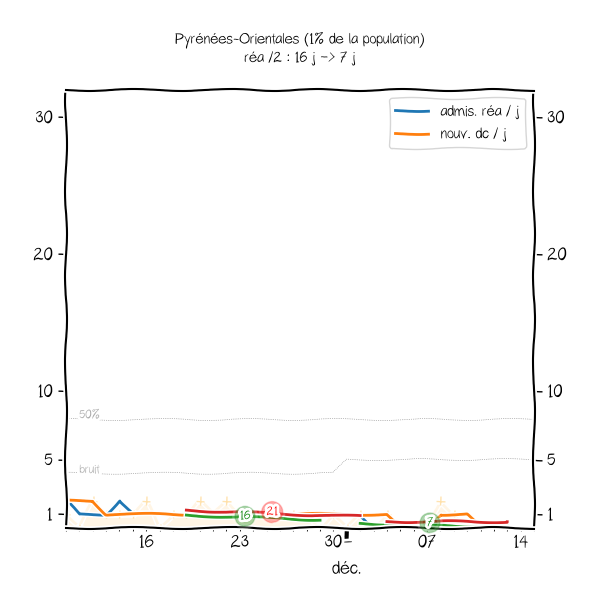 Pyrénées-Orientales (1% de la population)
réa /2 : 16 j -> 7 j
admis. réa / j
nouv. dc / j
30 30
20 20
10 10
50%
5 5
bruit
1 1
16 21 7
16 23 30 07 14
déc.